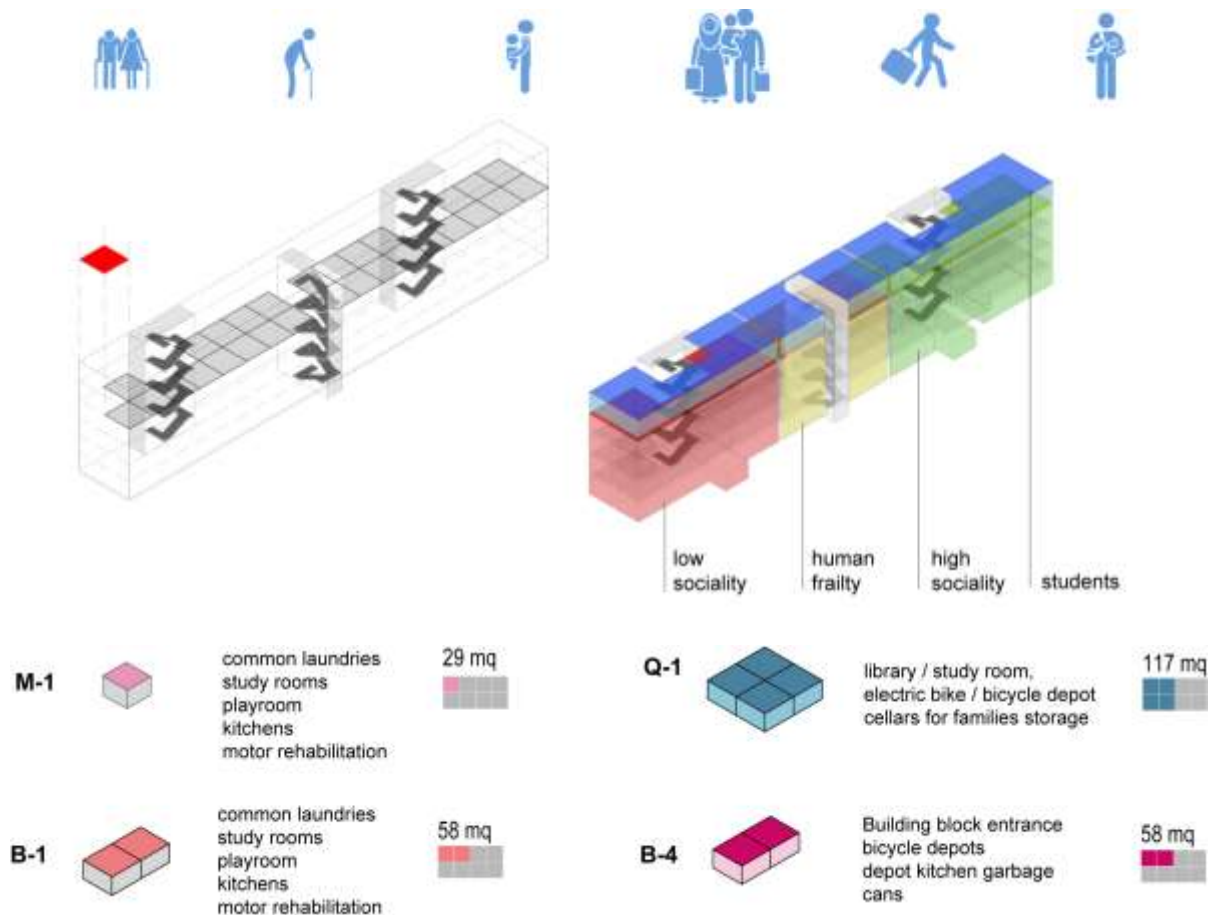 low
sociality
human
frailty
high
sociality
students
M-1
common laundries
study rooms
playroom
kitchens
motor rehabilitation
29 mq
Q-1
library / study room,
electric bike / bicycle depot
cellars for families storage
117 mq
B-1
common laundries
study rooms
playroom
kitchens
motor rehabilitation
58 mq
B-4
Building block entrance
bicycle depots
depot kitchen garbage
cans
58 mq